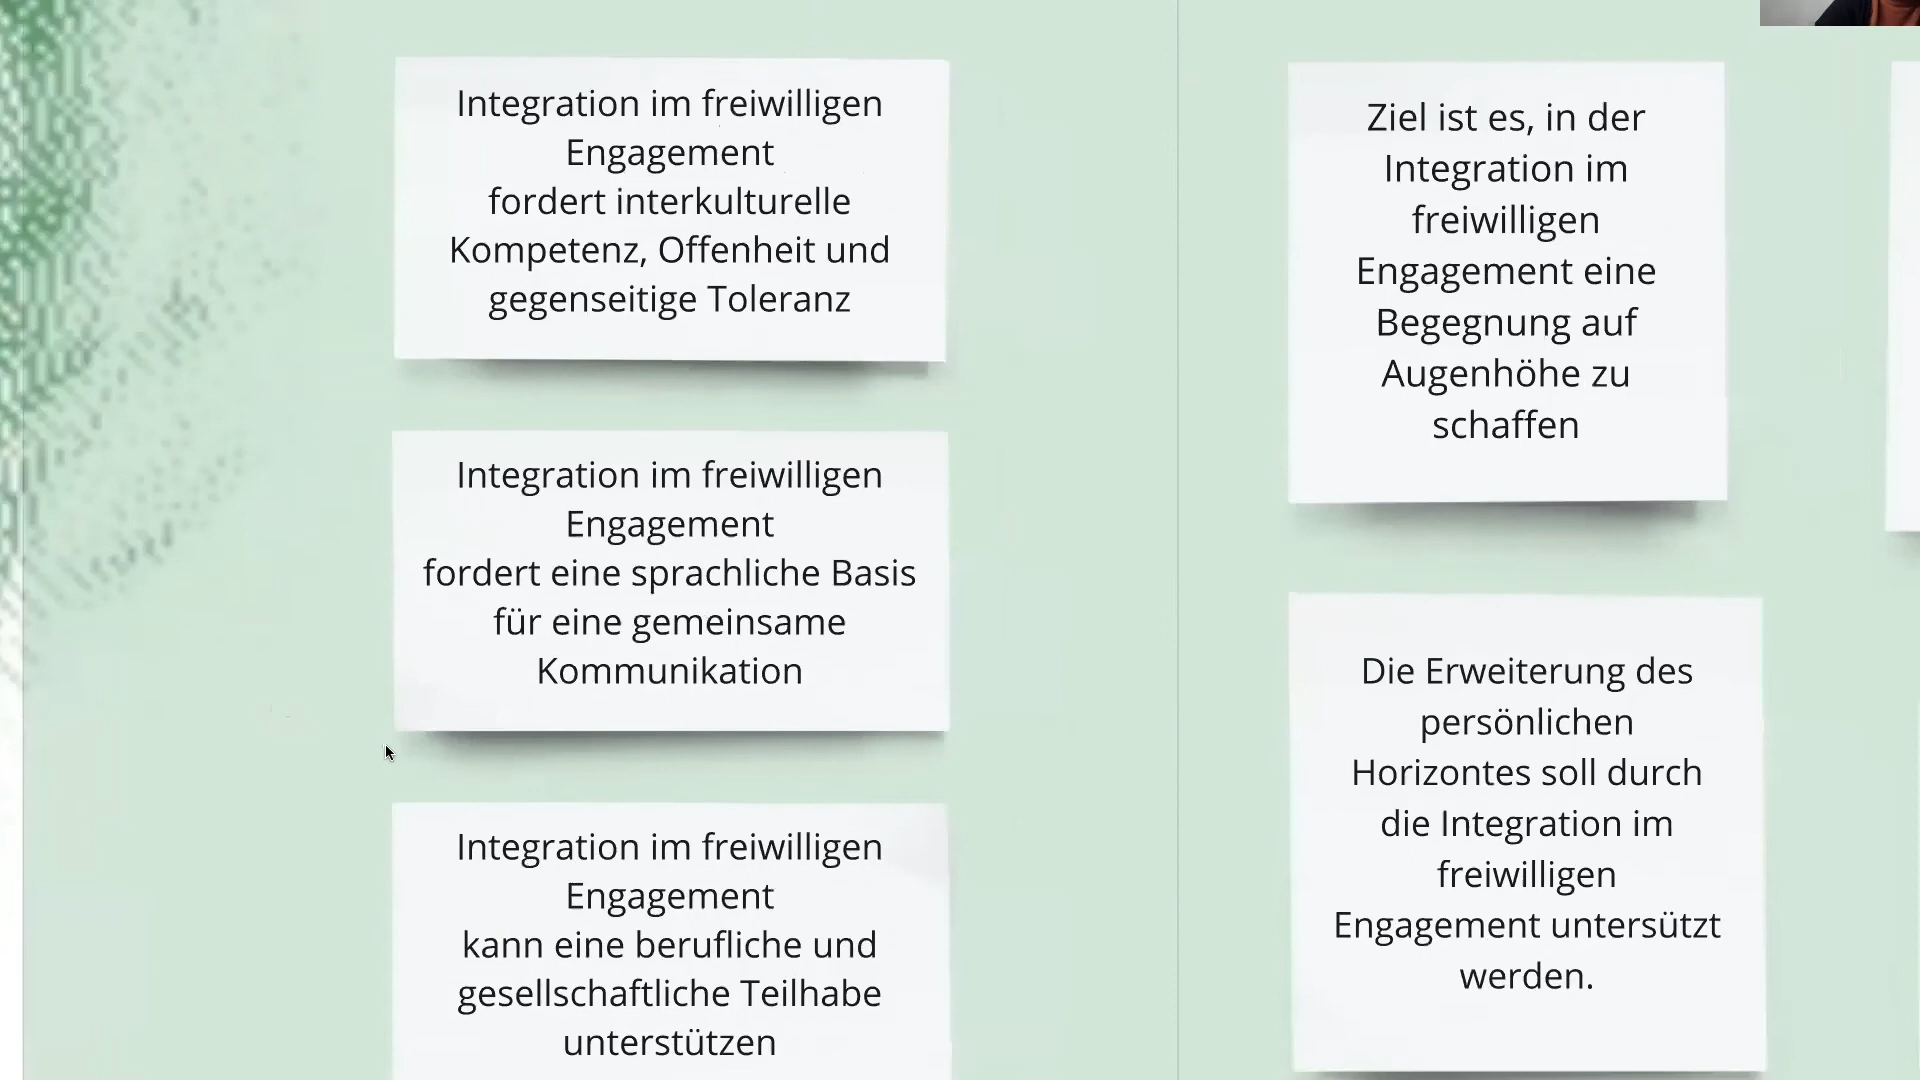 Integration im freiwilligen
Engagement
fordert interkulturelle
Kompetenz, Offenheit und
gegenseitige Toleranz
Integration im freiwilligen
Engagement
fordert eine sprachliche Basis
für eine gemeinsame
Kommunikation
Integration im freiwilligen
Engagement
kann eine berufliche und
gesellschaftliche Teilhabe
unterstützen
Ziel ist es, in der
Integration im
freiwilligen
Engagement eine
Begegnung auf
Augenhöhe zu
schaffen
Die Erweiterung des
persönlichen
Horizontes soll durch
die Integration im
freiwilligen
Engagement untersützt
werden.